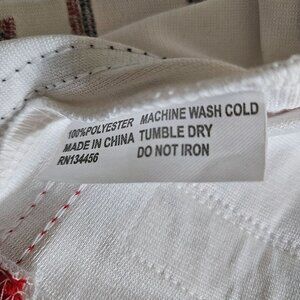 100%POLYESTER MACHINE WASH COLD
MADE IN CHINA TUMBLE DRY
RN134456 DO NOT IRON